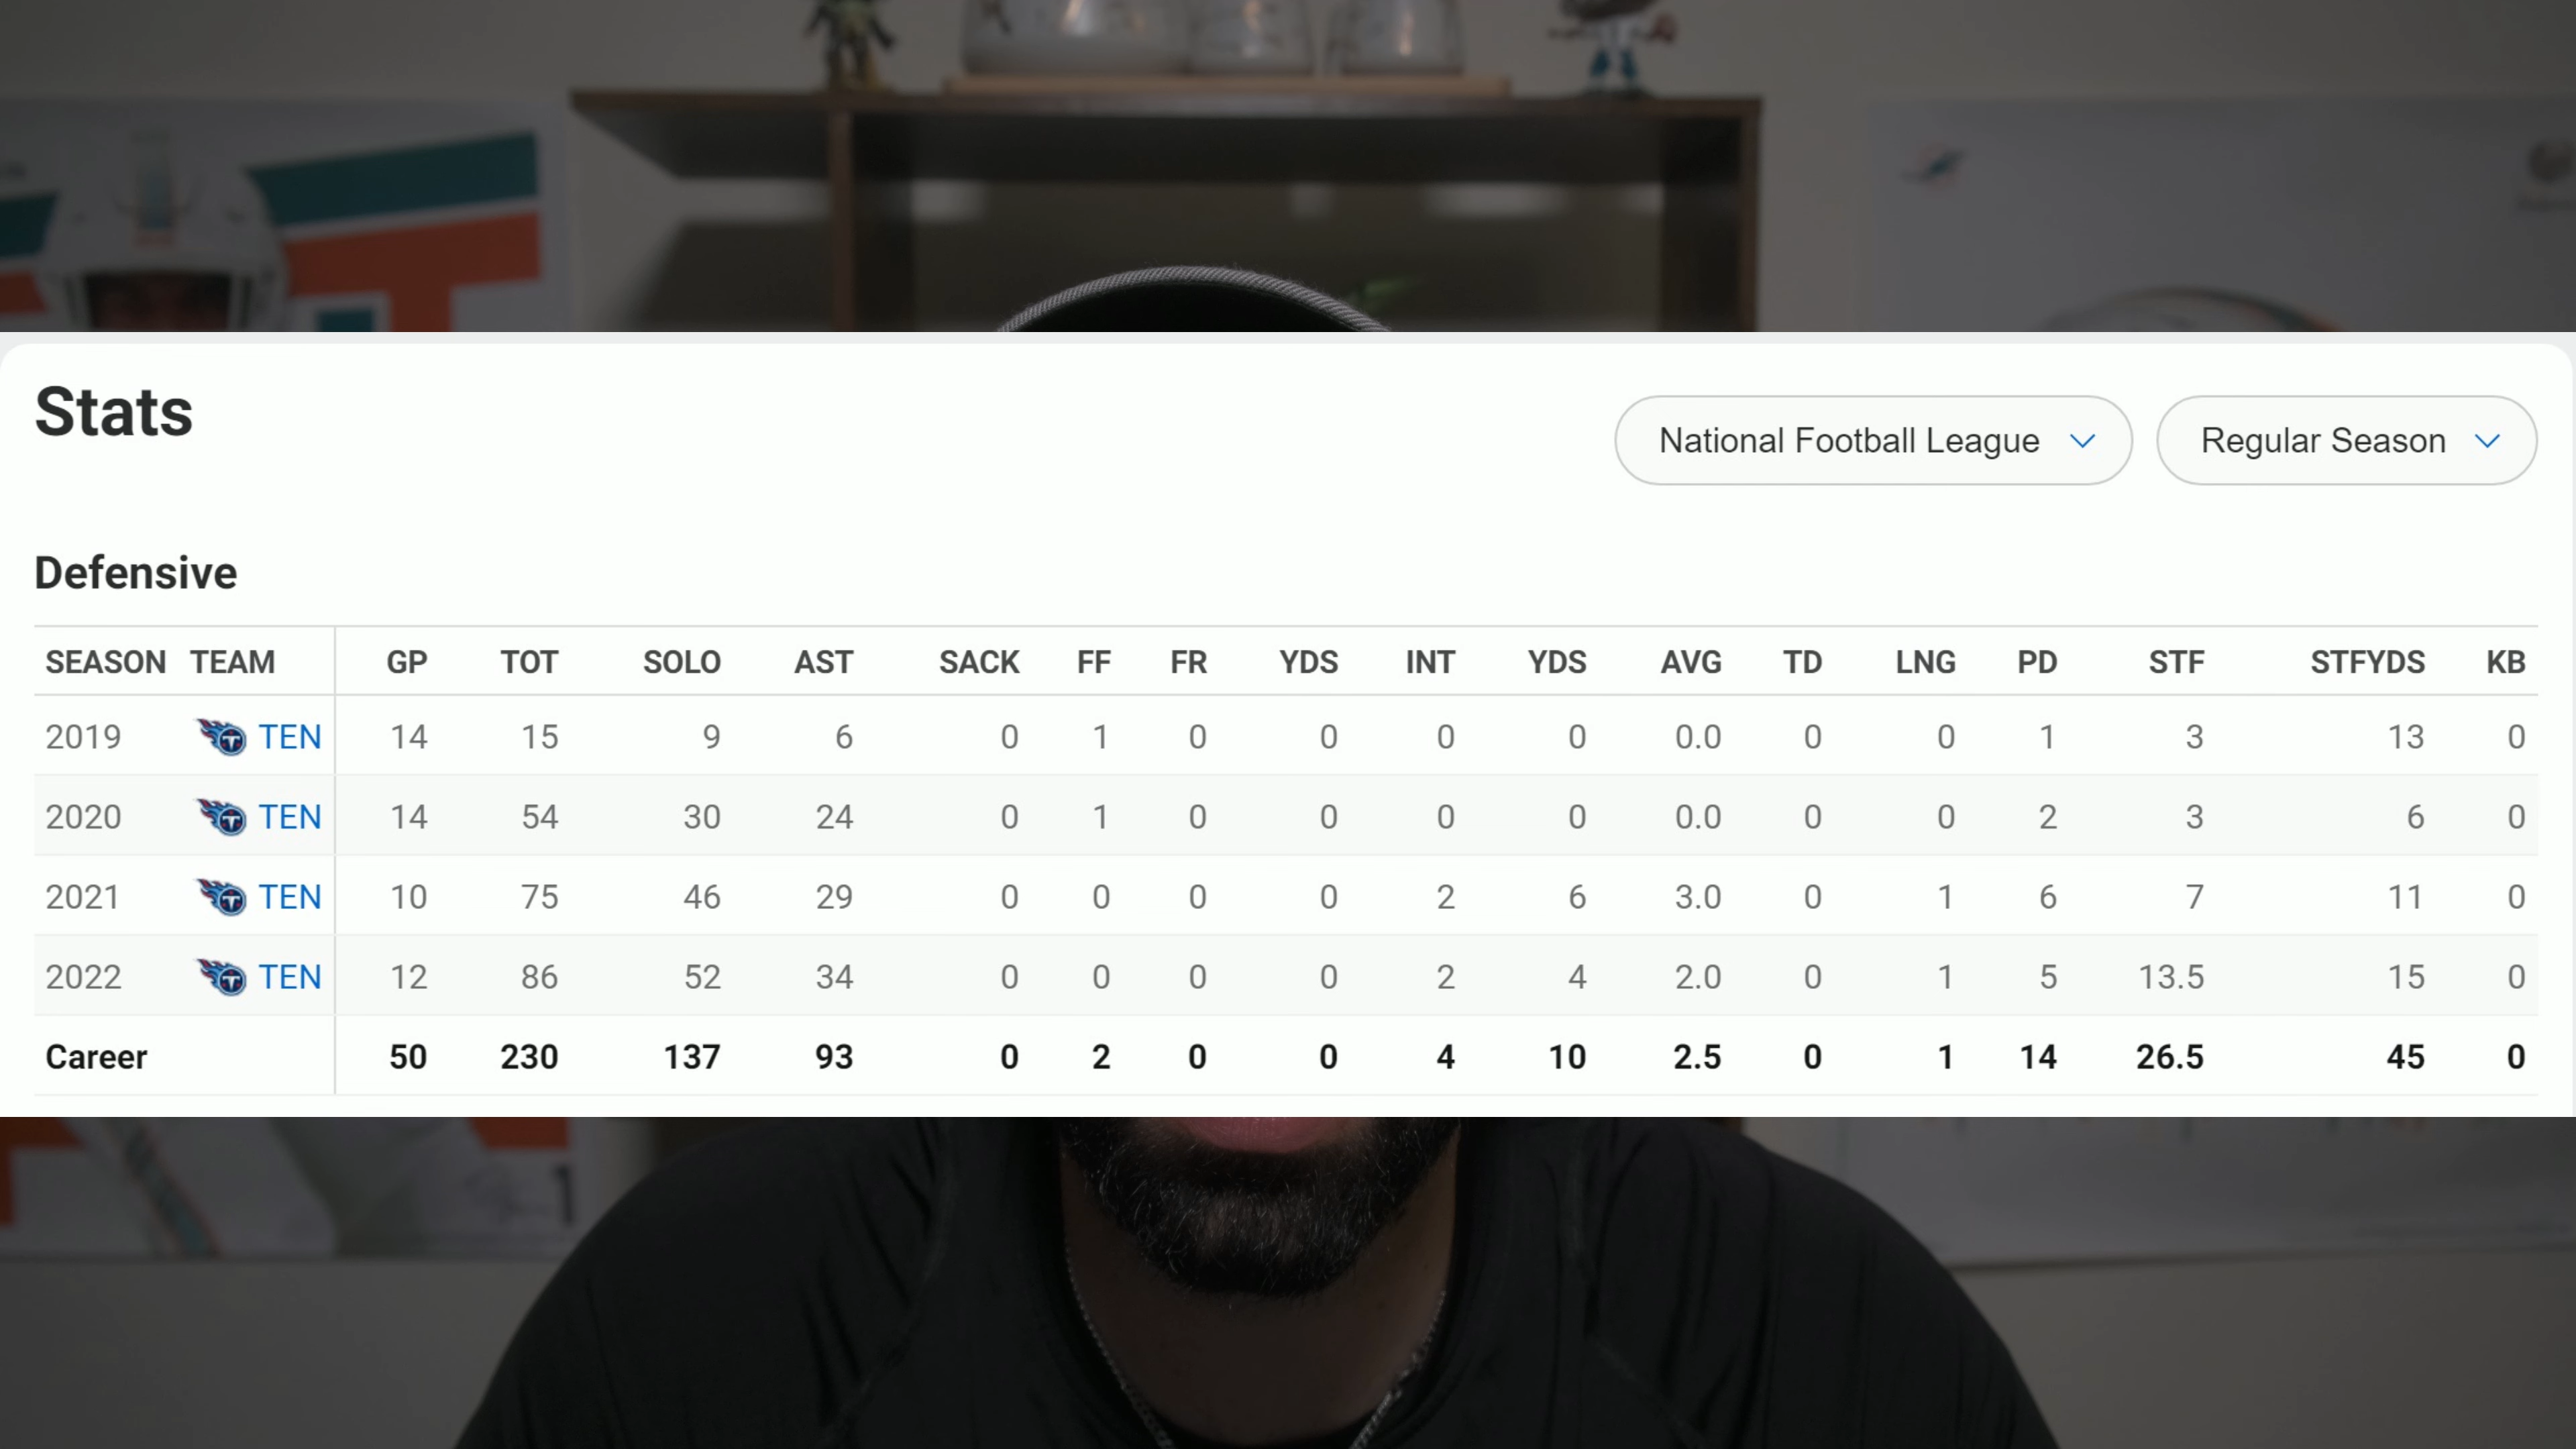 Stats
National Football League
Regular Season
Defensive
SEASON TEAM GP TOT SOLO AST SACK FF FR YDS INT YDS AVG TD LNG PD STF STFYDS KB
2019 TEN 14 15 9 6 0 1 0 0 0 0 0.0 0 0 1 3 13 0
2020 TEN 14 54 30 24 0 1 0 0 0 0 0.0 0 0 2 3 6 0
2021 TEN 10 75 46 29 0 0 0 0 2 6 3.0 0 1 6 7 11 0
2022 TEN 12 86 52 34 0 0 0 0 2 4 2.0 0 1 5 13.5 15 0
Career 50 230 137 93 0 2 0 0 4 10 2.5 0 1 14 26.5 45 0